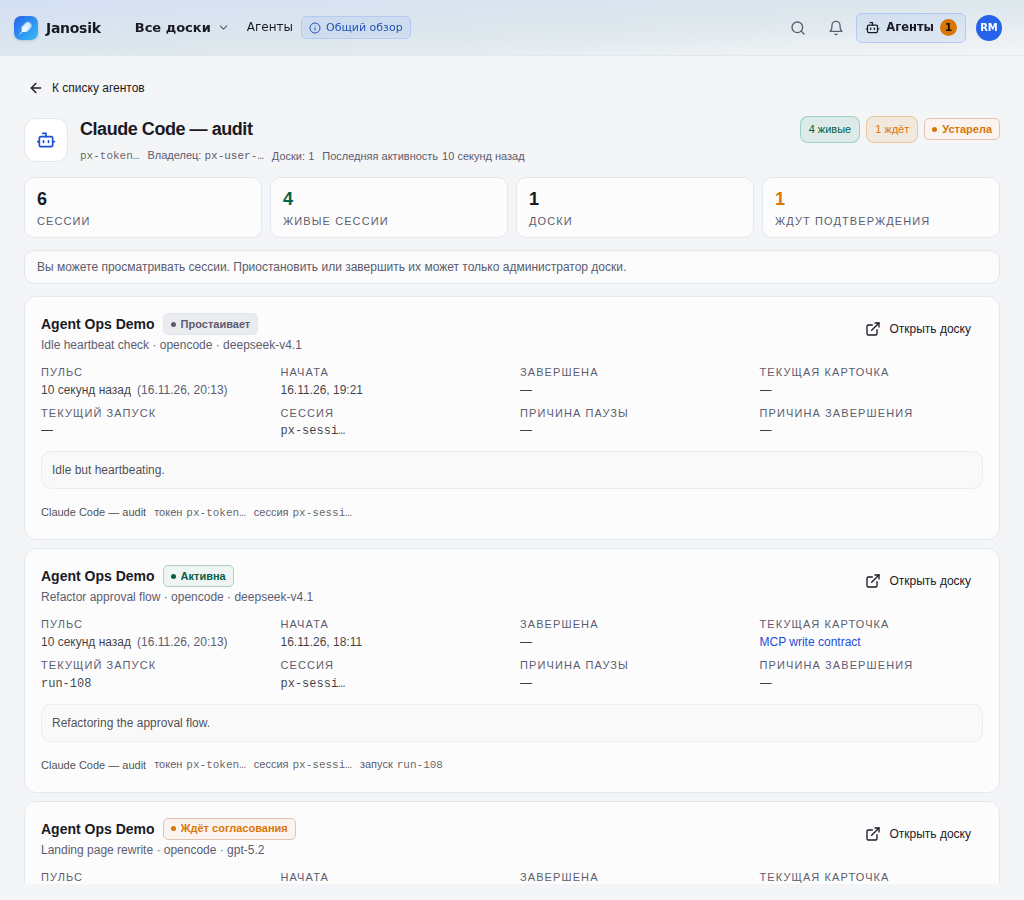 Janosik Все доски Агенты Общий обзор Агенты 1 RM
К списку агентов
Claude Code — audit
4 живые 1 ждёт Устарела
px-token… Владелец: px-user-… Доски: 1 Последняя активность 10 секунд назад
6 4 1 1
СЕССИИ ЖИВЫЕ СЕССИИ ДОСКИ ЖДУТ ПОДТВЕРЖДЕНИЯ
Вы можете просматривать сессии. Приостановить или завершить их может только администратор доски.
Agent Ops Demo Простаивает Открыть доску
Idle heartbeat check · opencode · deepseek-v4.1
ПУЛЬС НАЧАТА ЗАВЕРШЕНА ТЕКУЩАЯ КАРТОЧКА
10 секунд назад (16.11.26, 20:13) 16.11.26, 19:21 — —
ТЕКУЩИЙ ЗАПУСК СЕССИЯ ПРИЧИНА ПАУЗЫ ПРИЧИНА ЗАВЕРШЕНИЯ
— px-sessi… — —
Idle but heartbeating.
Claude Code — audit токен px-token… сессия px-sessi…
Agent Ops Demo Активна Открыть доску
Refactor approval flow · opencode · deepseek-v4.1
ПУЛЬС НАЧАТА ЗАВЕРШЕНА ТЕКУЩАЯ КАРТОЧКА
10 секунд назад (16.11.26, 20:13) 16.11.26, 18:11 — MCP write contract
ТЕКУЩИЙ ЗАПУСК СЕССИЯ ПРИЧИНА ПАУЗЫ ПРИЧИНА ЗАВЕРШЕНИЯ
run-108 px-sessi… — —
Refactoring the approval flow.
Claude Code — audit токен px-token… сессия px-sessi… запуск run-108
Agent Ops Demo Ждёт согласования Открыть доску
Landing page rewrite · opencode · gpt-5.2
ПУЛЬС НАЧАТА ЗАВЕРШЕНА ТЕКУЩАЯ КАРТОЧКА